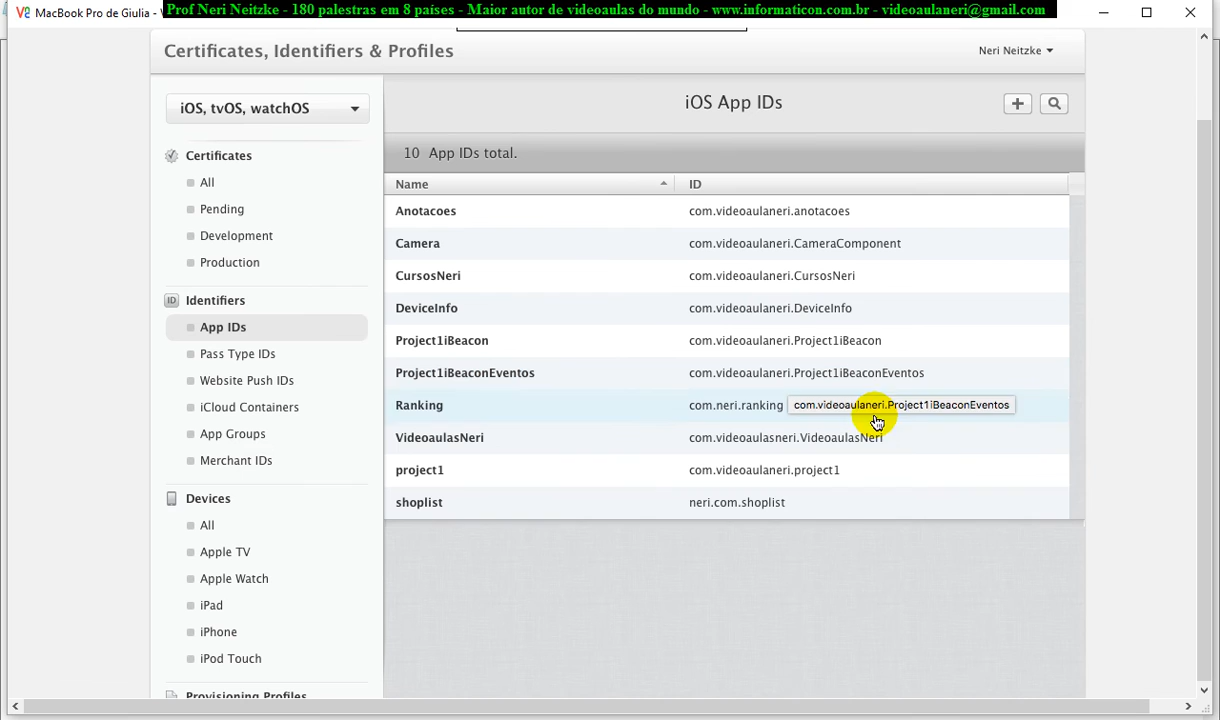 MacBook Pro de Giulia -
Prof Neri Neitzke - 180 palestras em 8 países - Maior autor de videoaulas do mundo - www.informaticon.com.br - videoaulaneri@gmail.com
Certificates, Identifiers & Profiles
Neri Neitzke
iOS, tvOS, watchOS
Certificates
All
Pending
Development
Production
Identifiers
App IDs
Pass Type IDs
Website Push IDs
iCloud Containers
App Groups
Merchant IDs
Devices
All
Apple TV
Apple Watch
iPad
iPhone
iPod Touch
Provisioning Profiles
iOS App IDs
10 App IDs total.
Name ID
Anotacoes com.videoaulaneri.anotacoes
Camera com.videoaulaneri.CameraComponent
CursosNeri com.videoaulaneri.CursosNeri
DeviceInfo com.videoaulaneri.DeviceInfo
Project1iBeacon com.videoaulaneri.Project1iBeacon
Project1iBeaconEventos com.videoaulaneri.Project1iBeaconEventos
Ranking com.neri.ranking com.videoaulaneri.Project1iBeaconEventos
VideoaulasNeri com.videoaulasneri.VideoaulasNeri
project1 com.videoaulaneri.project1
shoplist neri.com.shoplist